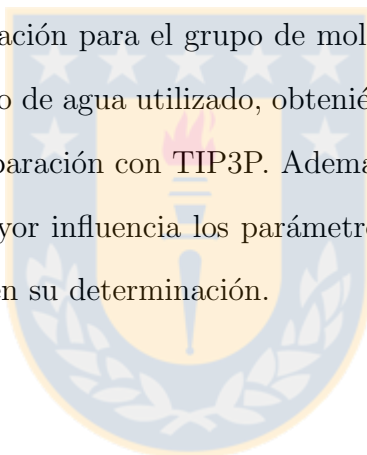 ación para el grupo de mol
o de agua utilizado, obtenié
paración con TIP3P. Adema
yor influencia los parámetro
en su determinación.